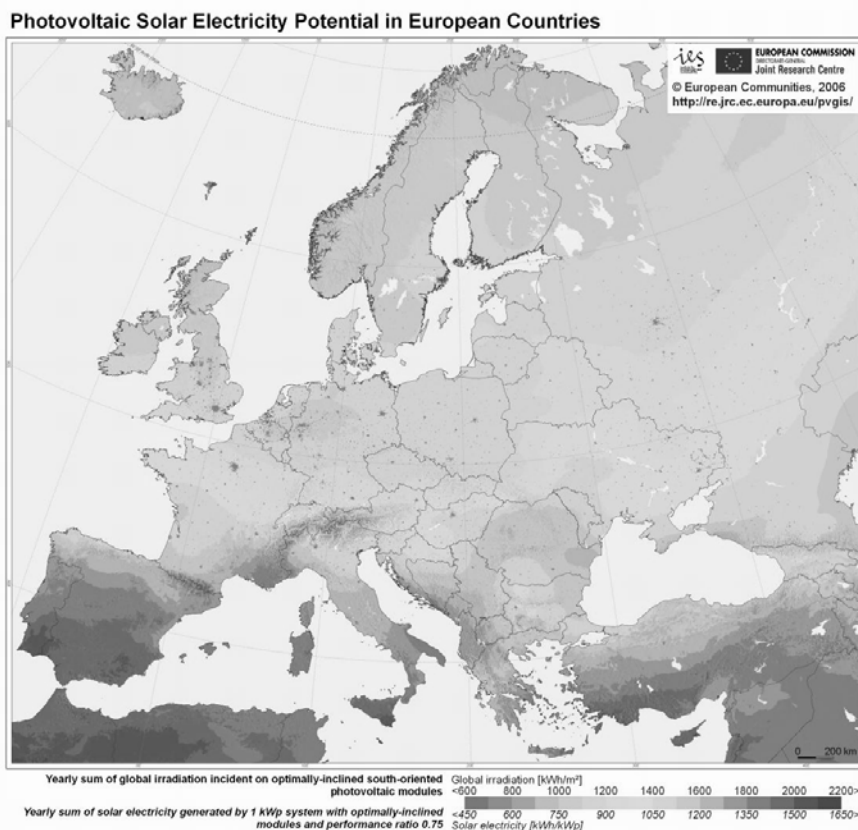 Photovoltaic Solar Electricity Potential in European Countries
ies
EUROPEAN COMMISSION
DIRECTORATE-GENERAL
Joint Research Centre
© European Communities, 2006
http://re.jrc.ec.europa.eu/pvgis/
0 200 km
Yearly sum of global irradiation incident on optimally-inclined south-oriented
photovoltaic modules
Global irradiation [kWh/m²]
<600 800 1000 1200 1400 1600 1800 2000 2200>
Yearly sum of solar electricity generated by 1 kWp system with optimally-inclined
modules and performance ratio 0.75
<450 600 750 900 1050 1200 1350 1500 1650>
Solar electricity [kWh/kWp]